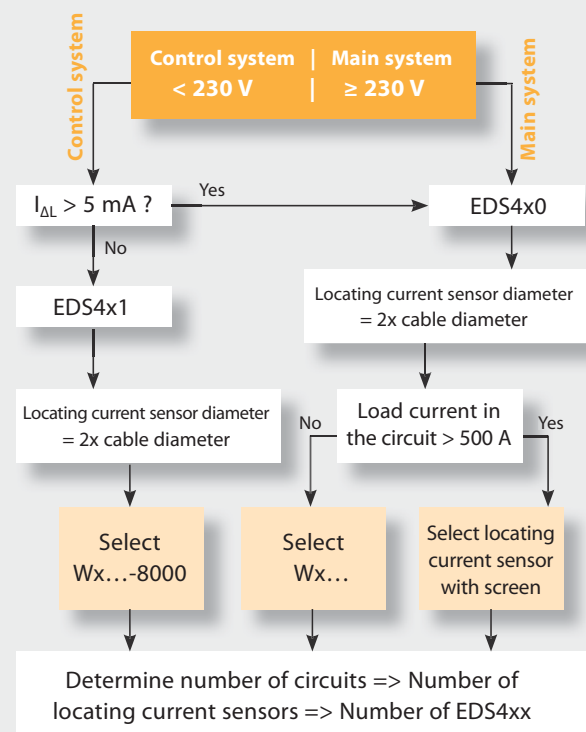 Control system | Main system
< 230 V | ≥ 230 V
Control system
Main system
I∆L > 5 mA ?
Yes
EDS4x0
No
EDS4x1
Locating current sensor diameter
= 2x cable diameter
Locating current sensor diameter
= 2x cable diameter
Load current in
the circuit > 500 A
No
Yes
Select
Wx…-8000
Select
Wx…
Select locating
current sensor
with screen
Determine number of circuits => Number of
locating current sensors => Number of EDS4xx